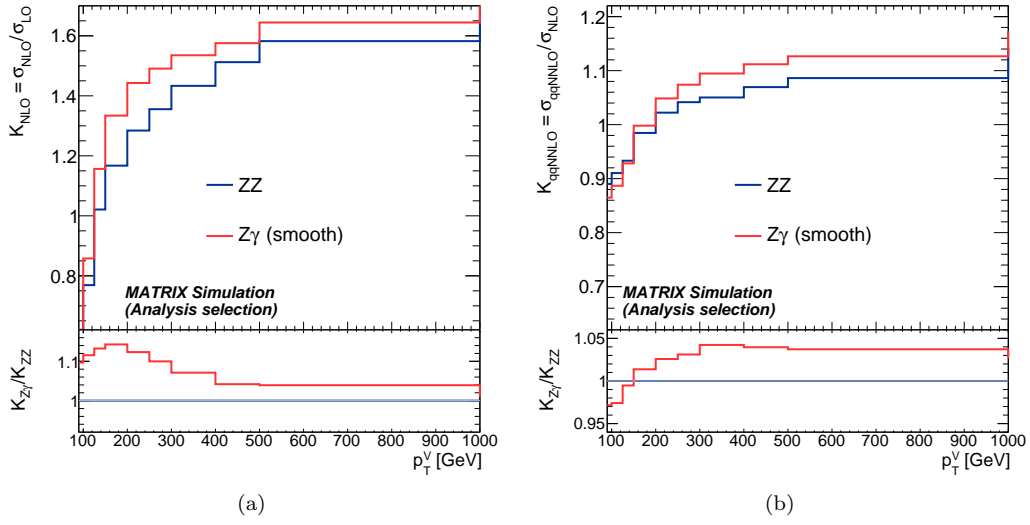 K_NLO = σ_NLO/σ_LO
1.6
1.4
1.2
1
0.8
ZZ
Zγ (smooth)
MATRIX Simulation
(Analysis selection)
K_Zγ/K_ZZ
1.1
1
100 200 300 400 500 600 700 800 900 1000
p_T^V [GeV]
(a)
K_qqNNLO = σ_qqNNLO/σ_NLO
1.2
1.1
1
0.9
0.8
0.7
ZZ
Zγ (smooth)
MATRIX Simulation
(Analysis selection)
K_Zγ/K_ZZ
1.05
1
0.95
100 200 300 400 500 600 700 800 900 1000
p_T^V [GeV]
(b)